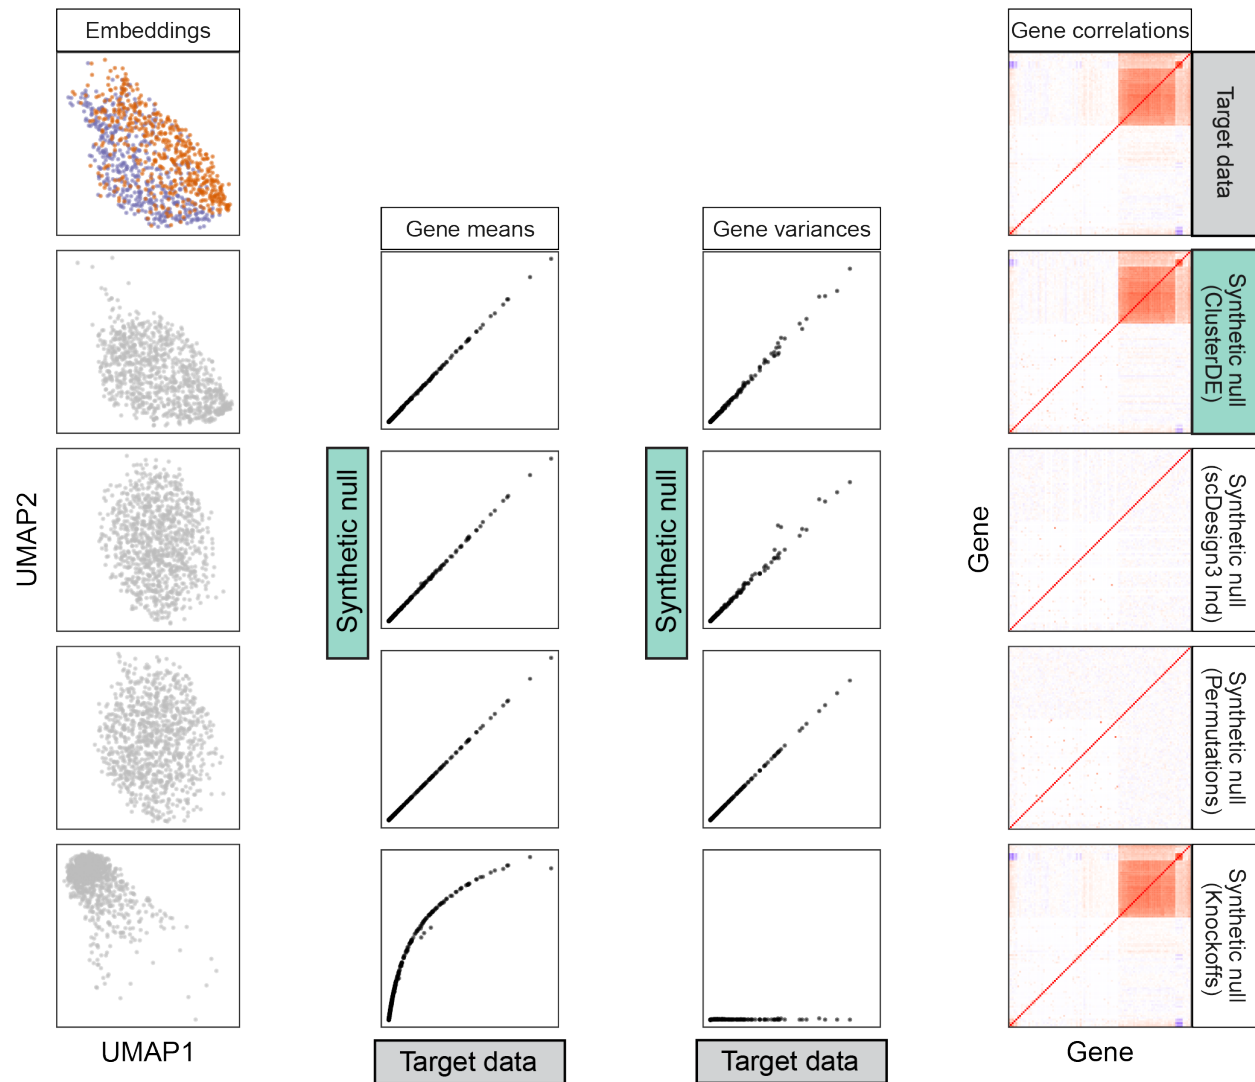 Embeddings
Gene correlations
Target data
Gene means
Gene variances
Synthetic null
(ClusterDE)
UMAP2
Synthetic null
Synthetic null
Gene
Synthetic null
(scDesign3 Ind)
Synthetic null
(Permutations)
Synthetic null
(Knockoffs)
UMAP1
Target data
Target data
Gene